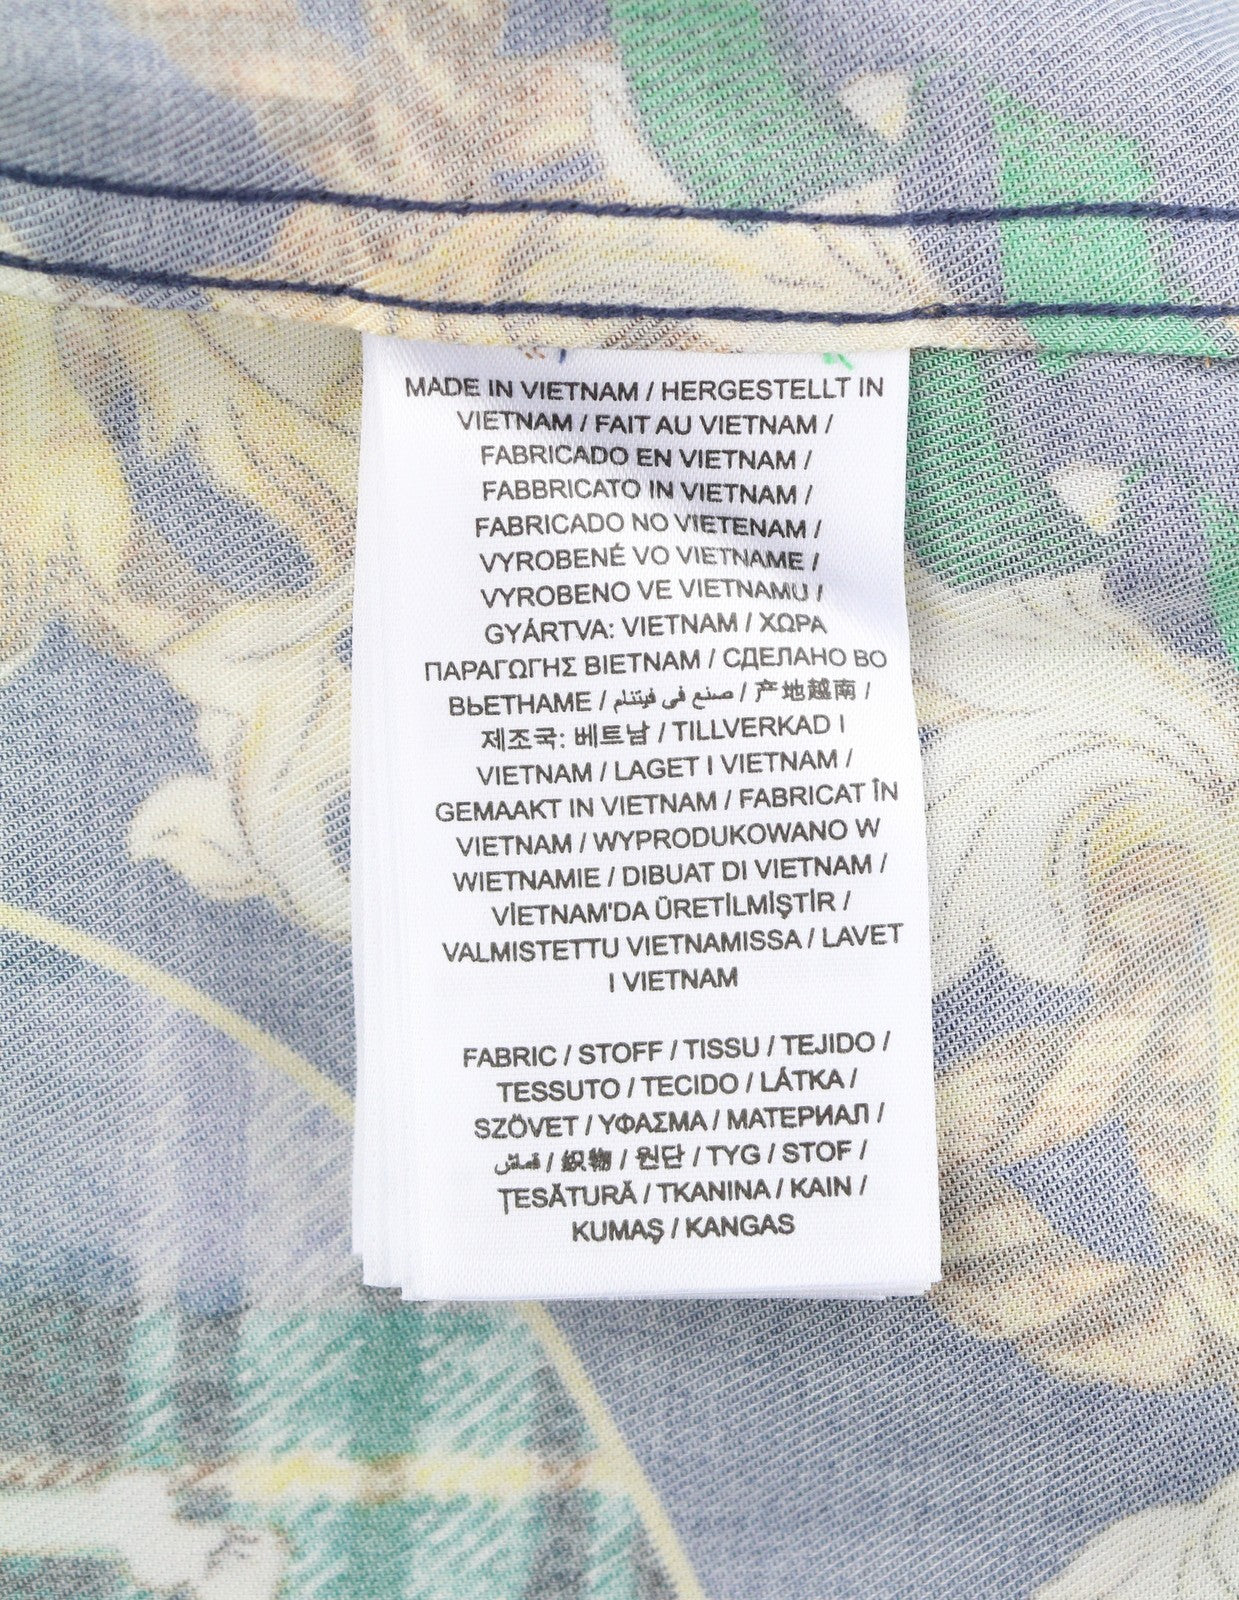 MADE IN VIETNAM / HERGESTELLT IN
VIETNAM / FAIT AU VIETNAM /
FABRICADO EN VIETNAM /
FABBRICATO IN VIETNAM /
FABRICADO NO VIETENAM /
VYROBENÉ VO VIETNAME /
VYROBENO VE VIETNAMU /
GYÁRTVA: VIETNAM / ΧΩΡΑ
ΠΑΡΑΓΩΓΗΣ ΒΙΕΤΝΑΜ / СДЕЛАНО ВО
ВЬЕТНАМЕ / صنع في فيتنام / 产地越南 /
제조국: 베트남 / TILLVERKAD I
VIETNAM / LAGET I VIETNAM /
GEMAAKT IN VIETNAM / FABRICAT ÎN
VIETNAM / WYPRODUKOWANO W
WIETNAMIE / DIBUAT DI VIETNAM /
VİETNAM'DA ÜRETİLMİŞTİR /
VALMISTETTU VIETNAMISSA / LAVET
I VIETNAM
FABRIC / STOFF / TISSU / TEJIDO /
TESSUTO / TECIDO / LÁTKA /
SZÖVET / ΥΦΑΣΜΑ / МАТЕРИАЛ /
قماش / 织物 / 원단 / TYG / STOF /
ȚESĂTURĂ / TKANINA / KAIN /
KUMAŞ / KANGAS